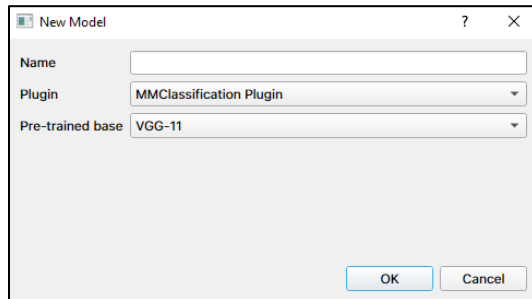 New Model ?
Name
Plugin MMClassification Plugin
Pre-trained base VGG-11
OK Cancel